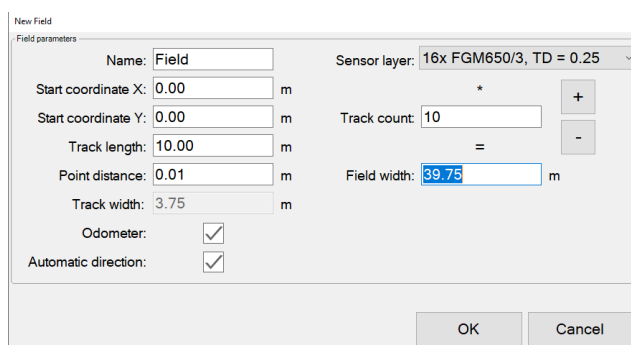 New Field
Field parameters
Name: Field
Sensor layer: 16x FGM650/3, TD = 0.25
Start coordinate X: 0.00 m
*
+
Start coordinate Y: 0.00 m
Track count: 10
-
Track length: 10.00 m
=
Point distance: 0.01 m
Field width: 39.75 m
Track width: 3.75 m
Odometer:
Automatic direction:
OK
Cancel